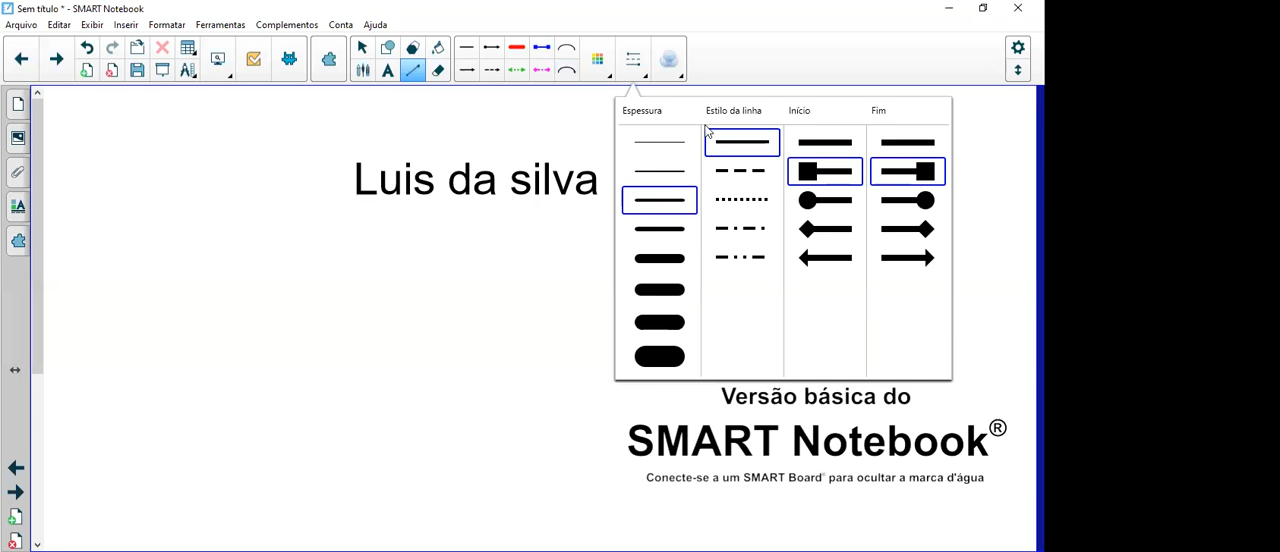 Sem título * - SMART Notebook
Arquivo Editar Exibir Inserir Formatar Ferramentas Complementos Conta Ajuda
Espessura Estilo da linha Início Fim
Luis da silva
Versão básica do
SMART Notebook®
Conecte-se a um SMART Board® para ocultar a marca d'água